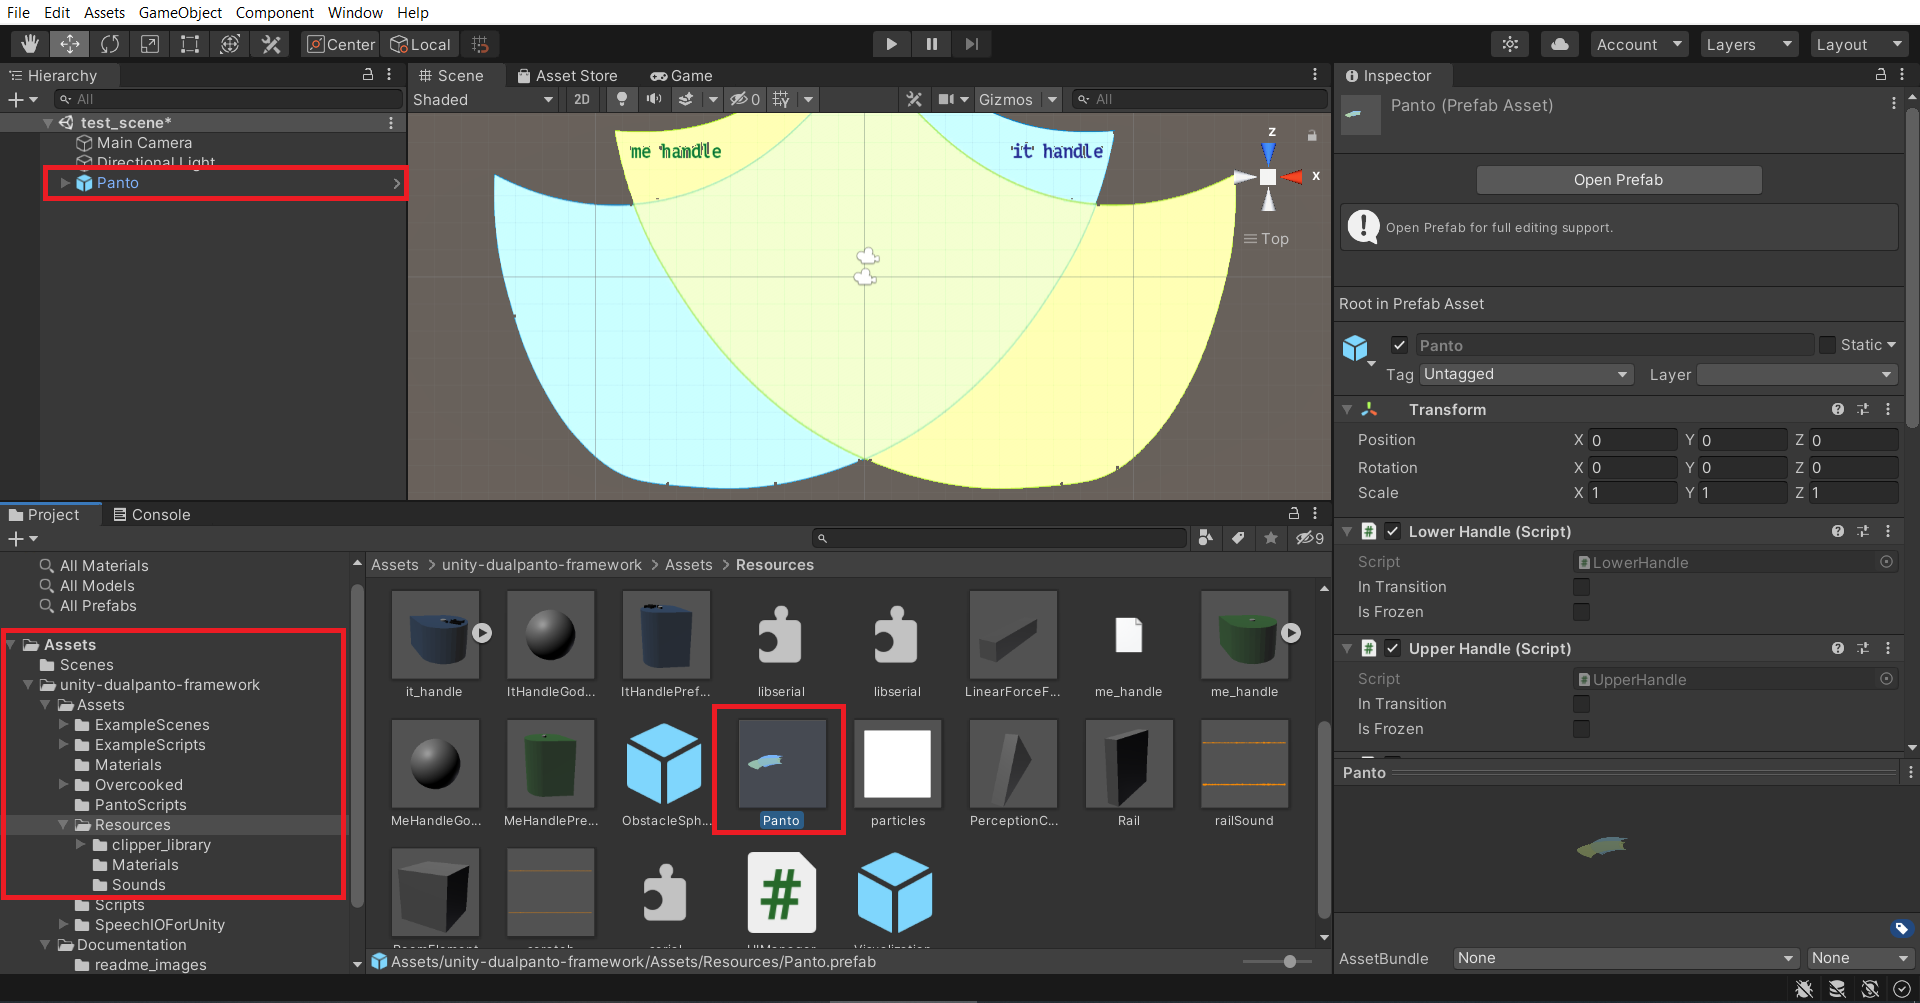 File Edit Assets GameObject Component Window Help
Center Local Account Layers Layout
Hierarchy
All
test_scene*
Main Camera
Directional Light
Panto
Scene Asset Store Game
Shaded 2D 0 Gizmos All
me handle
it handle
z
x
Top
Inspector
Panto (Prefab Asset)
Open Prefab
Open Prefab for full editing support.
Root in Prefab Asset
Panto Static
Tag Untagged Layer
Transform
Position X 0 Y 0 Z 0
Rotation X 0 Y 0 Z 0
Scale X 1 Y 1 Z 1
# Lower Handle (Script)
Script LowerHandle
In Transition
Is Frozen
# Upper Handle (Script)
Script UpperHandle
In Transition
Is Frozen
Panto
AssetBundle None None
Project Console
9
All Materials
All Models
All Prefabs
Assets
Scenes
unity-dualpanto-framework
Assets
ExampleScenes
ExampleScripts
Materials
Overcooked
PantoScripts
Resources
clipper_library
Materials
Sounds
Scripts
SpeechIOForUnity
Documentation
readme_images
Assets > unity-dualpanto-framework > Assets > Resources
it_handle ItHandleGod... ItHandlePref... libserial libserial LinearForceF... me_handle me_handle
MeHandleGo... MeHandlePre... ObstacleSph... Panto particles PerceptionC... Rail railSound
#
Assets/unity-dualpanto-framework/Assets/Resources/Panto.prefab